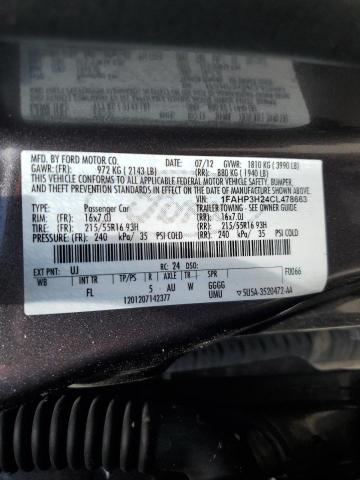 MFD. BY FORD MOTOR CO. 07/12 GVWR: 1810 KG ( 3990 LB)
GAWR:(FR): 972 KG ( 2143 LB) (RR): 880 KG ( 1940 LB)
THIS VEHICLE CONFORMS TO ALL APPLICABLE FEDERAL MOTOR VEHICLE SAFETY, BUMPER,
AND THEFT PREVENTION STANDARDS IN EFFECT ON THE DATE OF MANUFACTURE SHOWN ABOVE.
VIN: 1FAHP3H24CL478663
TYPE: Passenger Car TRAILER TOWING-SEE OWNER GUIDE
RIM: (FR) 16x7.0J (RR): 16x7.0J
TIRE: (FR) 215/55R16 93H (RR): 215/55R16 93H
PRESSURE: (FR) 240 kPa/ 35 PSI COLD (RR): 240 kPa/ 35 PSI COLD
EXT PNT: UJ RC: 24 DSO: F0066
WB INT TR R AXLE TR SPR
FL 5 AU W GGGG
1201207142377 UMU 5U5A-3520472-AA